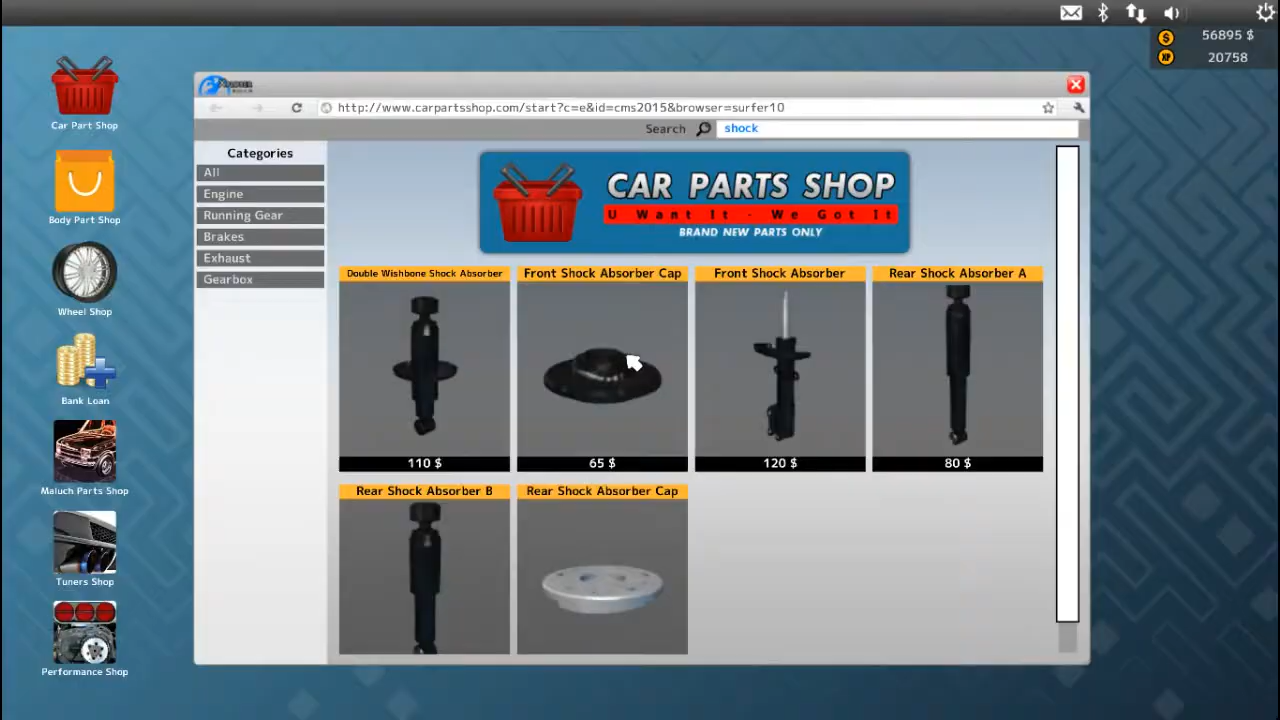 56895 $
20758
Car Part Shop
Body Part Shop
Wheel Shop
Bank Loan
Maluch Parts Shop
Tuners Shop
Performance Shop
http://www.carpartsshop.com/start?c=e&id=cms2015&browser=surfer10
Search shock
Categories
All
Engine
Running Gear
Brakes
Exhaust
Gearbox
CAR PARTS SHOP
U Want It - We Got It
BRAND NEW PARTS ONLY
Double Wishbone Shock Absorber
110 $
Front Shock Absorber Cap
65 $
Front Shock Absorber
120 $
Rear Shock Absorber A
80 $
Rear Shock Absorber B
Rear Shock Absorber Cap